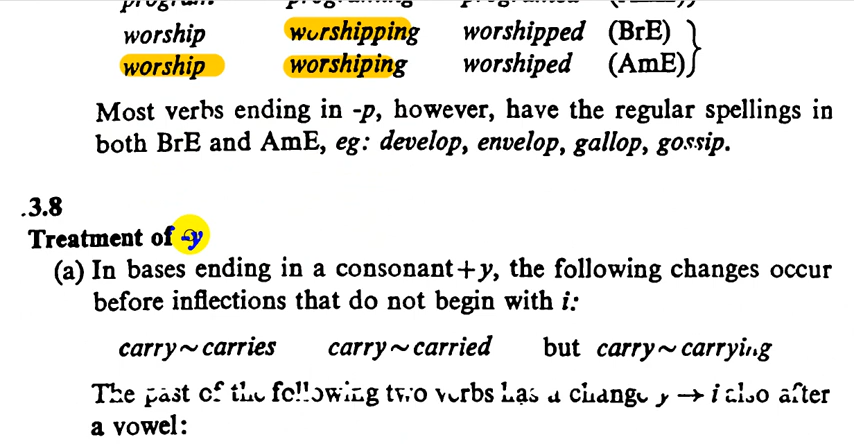 worship worshipping worshipped (BrE)
worship worshiping worshiped (AmE)
Most verbs ending in -p, however, have the regular spellings in
both BrE and AmE, eg: develop, envelop, gallop, gossip.
.3.8
Treatment of -y
(a) In bases ending in a consonant+y, the following changes occur
before inflections that do not begin with i:
carry~carries carry~carried but carry~carrying
The past of the following two verbs has a change y → i also after
a vowel: